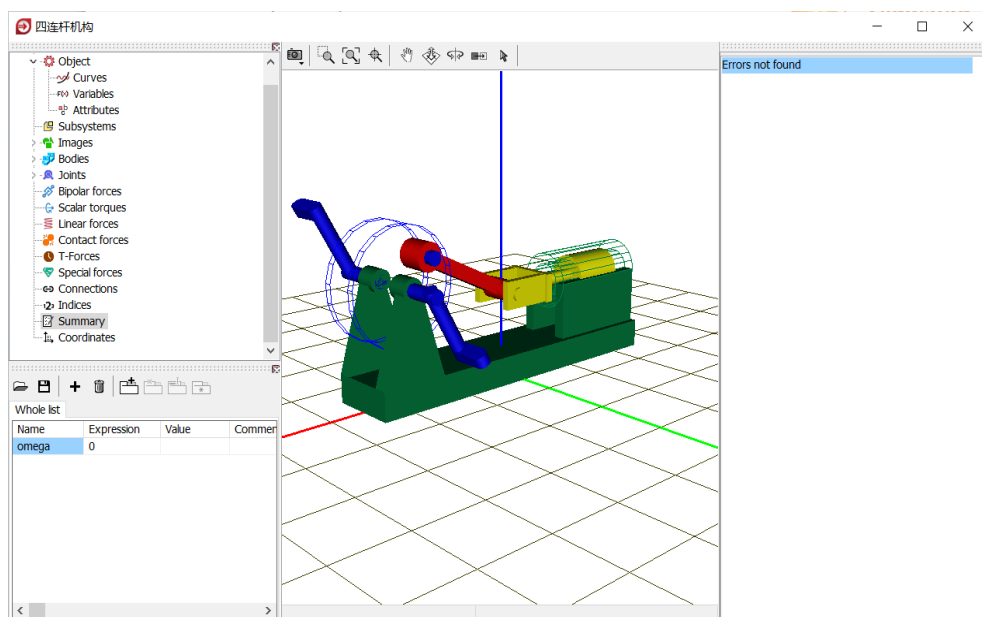 四连杆机构
Object
Curves
Variables
Attributes
Subsystems
Images
Bodies
Joints
Bipolar forces
Scalar torques
Linear forces
Contact forces
T-Forces
Special forces
Connections
Indices
Summary
Coordinates
Errors not found
Whole list
Name Expression Value Commen
omega 0